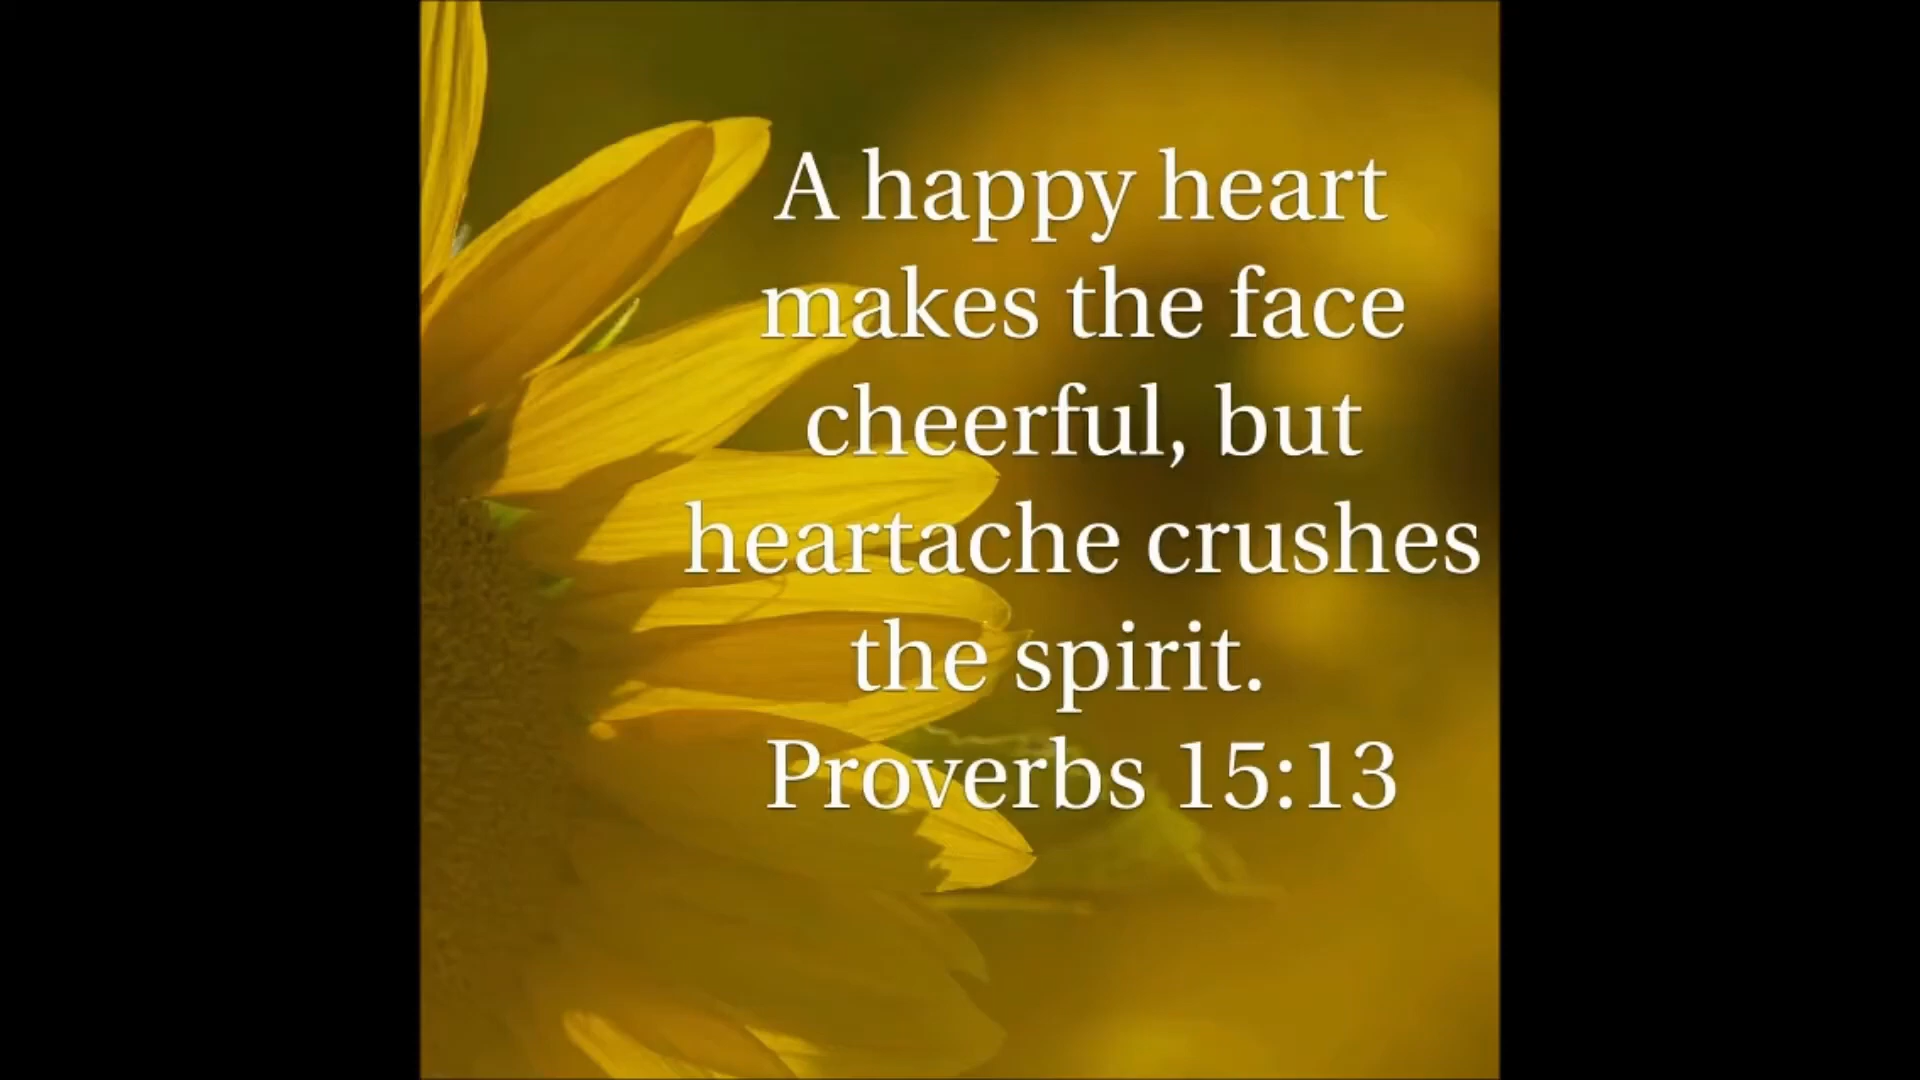 A happy heart
makes the face
cheerful, but
heartache crushes
the spirit.
Proverbs 15:13